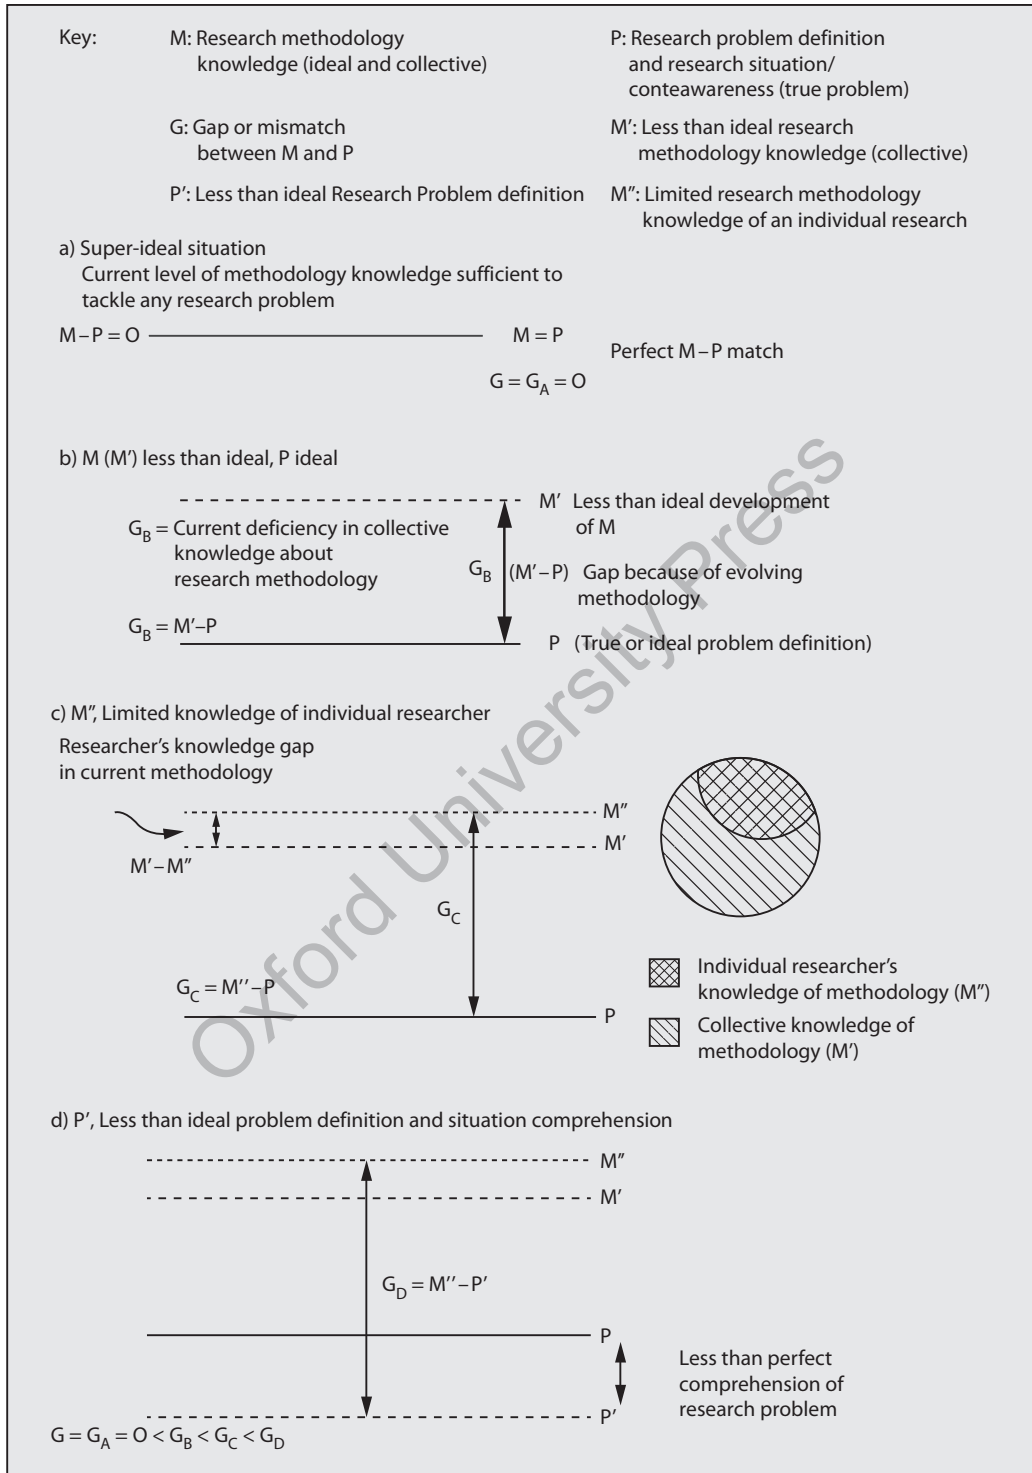 Key:
M: Research methodology
knowledge (ideal and collective)
P: Research problem definition
and research situation/
conteawareness (true problem)
G: Gap or mismatch
between M and P
M′: Less than ideal research
methodology knowledge (collective)
P′: Less than ideal Research Problem definition
M″: Limited research methodology
knowledge of an individual research
a) Super-ideal situation
Current level of methodology knowledge sufficient to
tackle any research problem
M – P = O
M = P
Perfect M – P match
G = G_A = O
b) M (M′) less than ideal, P ideal
M′ Less than ideal development
of M
G_B = Current deficiency in collective
knowledge about
research methodology
G_B (M′ – P) Gap because of evolving
methodology
G_B = M′–P
P (True or ideal problem definition)
c) M″, Limited knowledge of individual researcher
Researcher's knowledge gap
in current methodology
M″
M′
M′ – M″
G_C
G_C = M′′ – P
P
Individual researcher's
knowledge of methodology (M″)
Collective knowledge of
methodology (M′)
d) P′, Less than ideal problem definition and situation comprehension
M″
M′
G_D = M′′ – P′
P
Less than perfect
comprehension of
research problem
P′
G = G_A = O < G_B < G_C < G_D
Oxford University Press